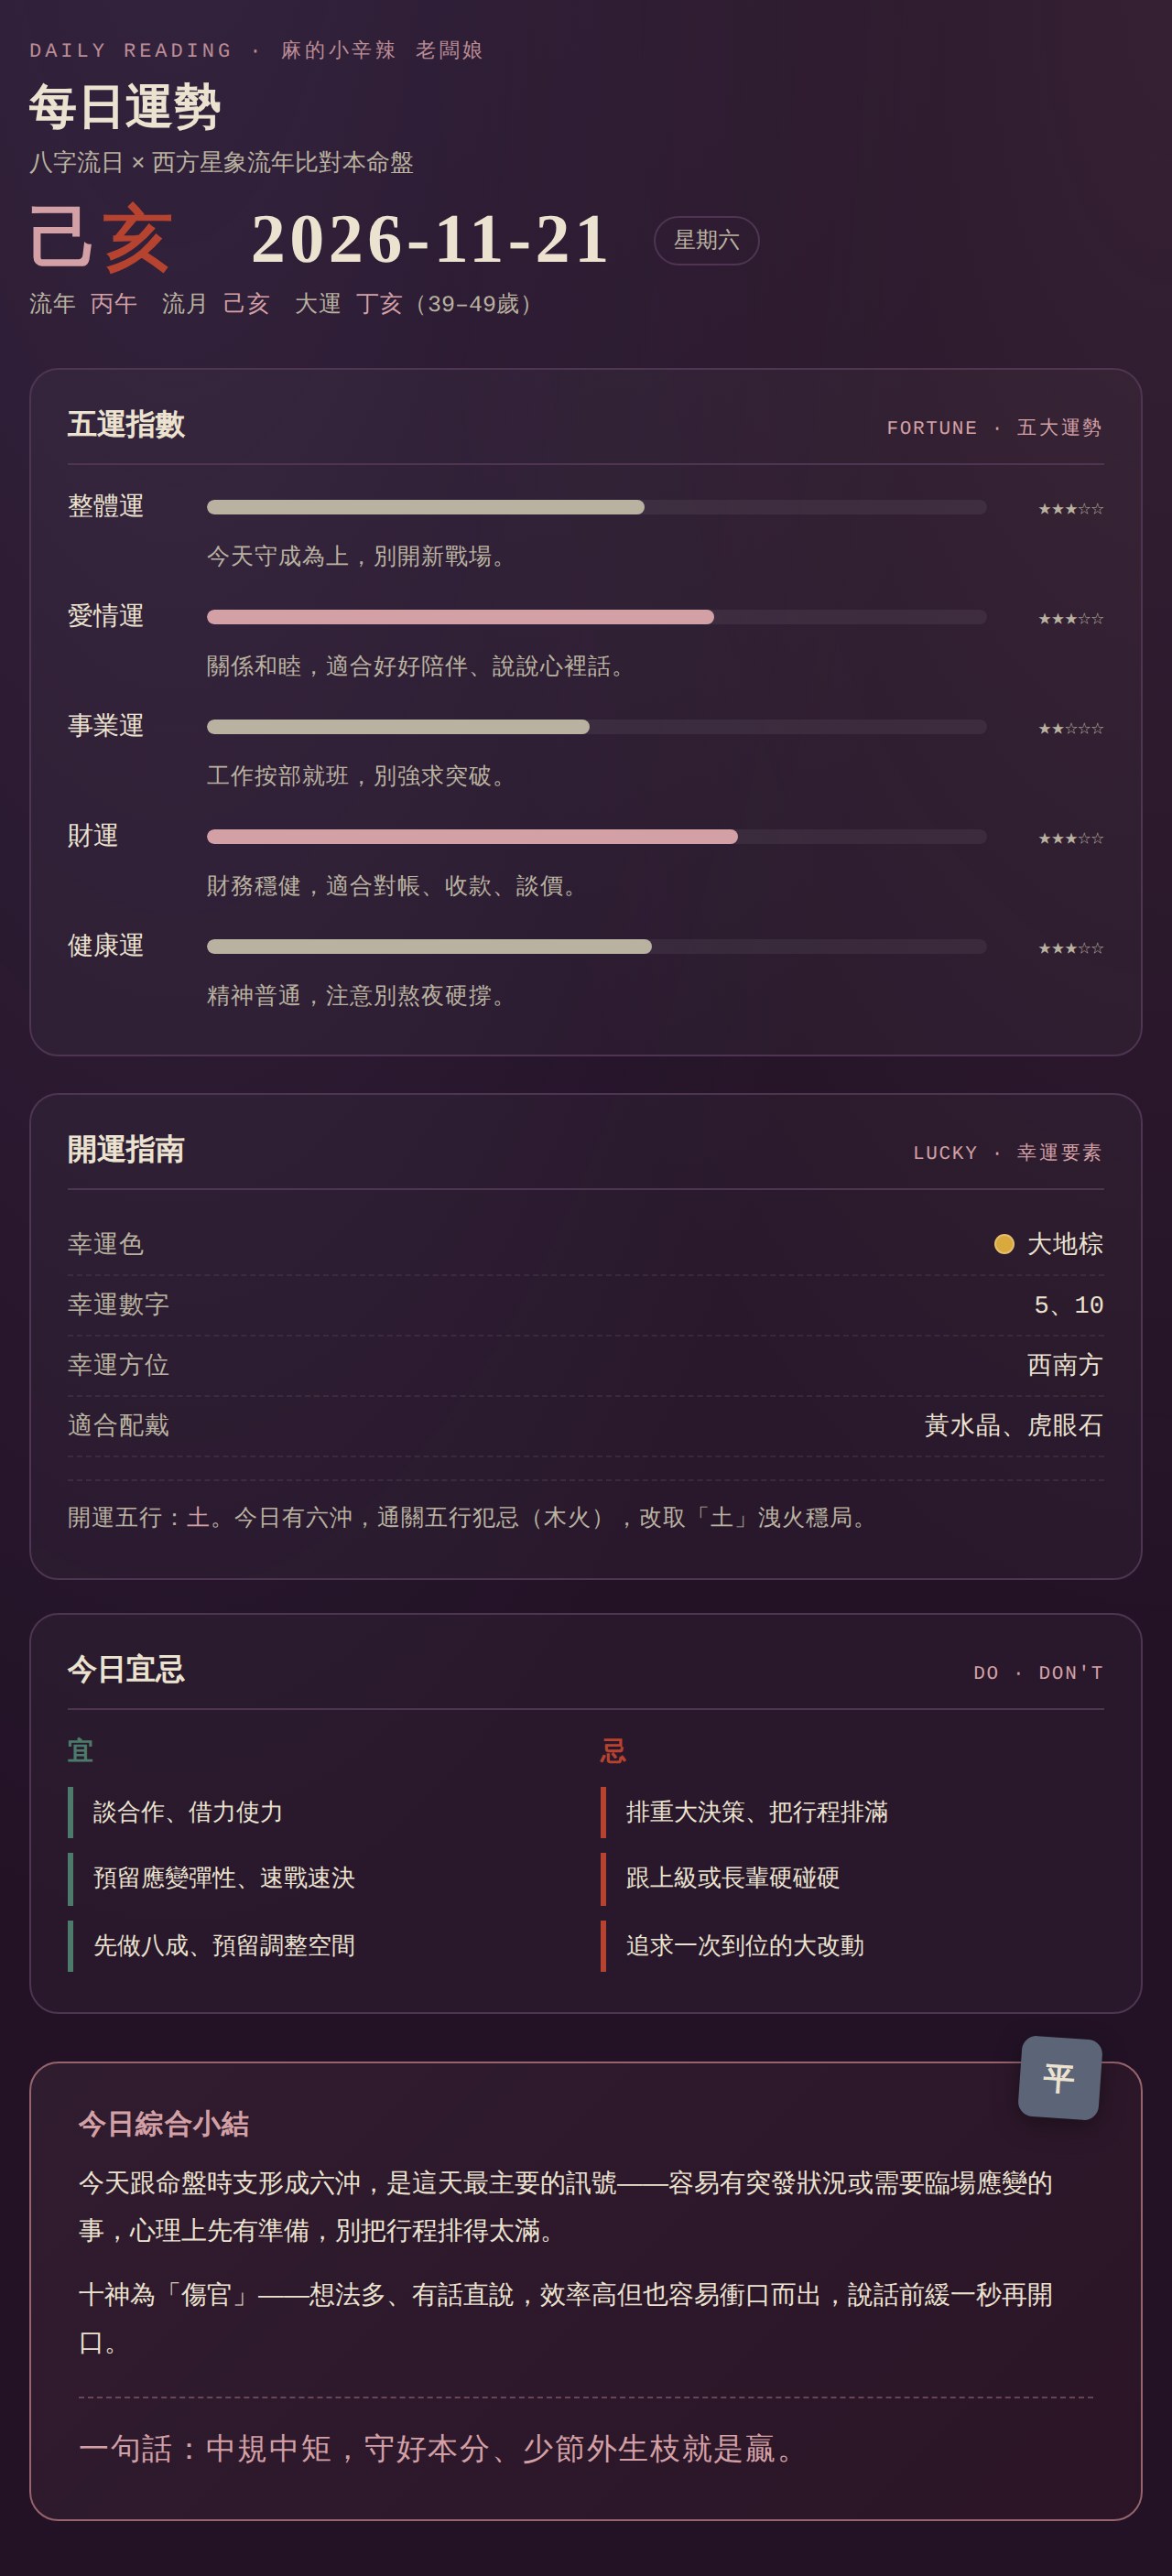 DAILY READING · 麻的小辛辣 老闆娘
每日運勢
八字流日 × 西方星象流年比對本命盤
己亥 2026-11-21 星期六
流年 丙午 流月 己亥 大運 丁亥（39–49歲）
五運指數 FORTUNE · 五大運勢
整體運 ★★★☆☆
今天守成為上，別開新戰場。
愛情運 ★★★☆☆
關係和睦，適合好好陪伴、說說心裡話。
事業運 ★★☆☆☆
工作按部就班，別強求突破。
財運 ★★★☆☆
財務穩健，適合對帳、收款、談價。
健康運 ★★★☆☆
精神普通，注意別熬夜硬撐。
開運指南 LUCKY · 幸運要素
幸運色 大地棕
幸運數字 5、10
幸運方位 西南方
適合配戴 黃水晶、虎眼石
開運五行：土。今日有六沖，通關五行犯忌（木火），改取「土」洩火穩局。
今日宜忌 DO · DON'T
宜 忌
談合作、借力使力 排重大決策、把行程排滿
預留應變彈性、速戰速決 跟上級或長輩硬碰硬
先做八成、預留調整空間 追求一次到位的大改動
平
今日綜合小結
今天跟命盤時支形成六沖，是這天最主要的訊號——容易有突發狀況或需要臨場應變的
事，心理上先有準備，別把行程排得太滿。
十神為「傷官」——想法多、有話直說，效率高但也容易衝口而出，說話前緩一秒再開
口。
一句話：中規中矩，守好本分、少節外生枝就是贏。